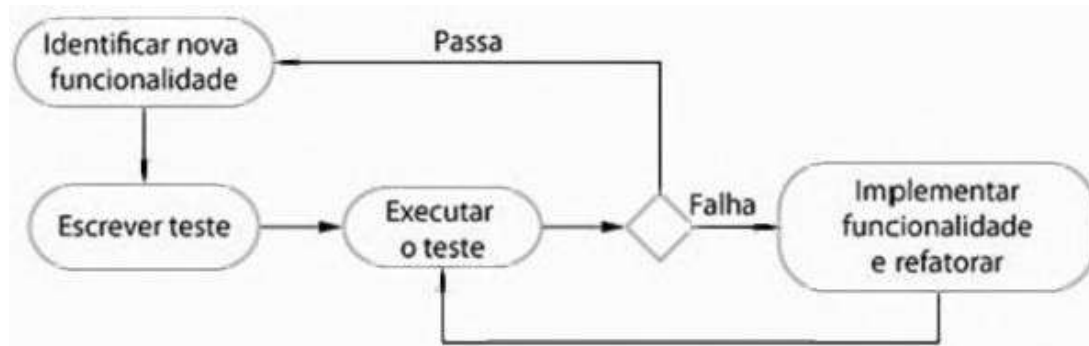 Identificar nova
funcionalidade
Passa
Escrever teste
Executar
o teste
Falha
Implementar
funcionalidade
e refatorar